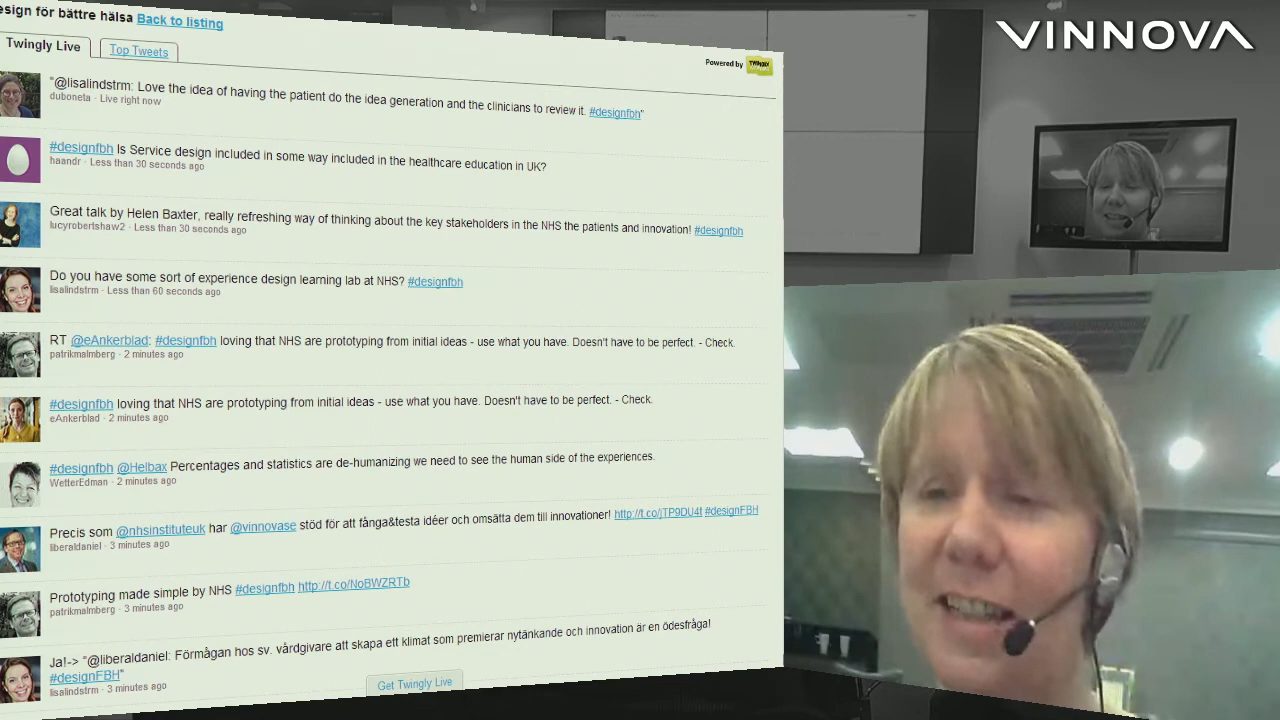 esign för bättre hälsa Back to listing
VINNOVA
Twingly Live
Top Tweets
Powered by TWINGLY
"@lisalindstrm: Love the idea of having the patient do the idea generation and the clinicians to review it. #designfbh"
duboneta · Live right now
#designfbh Is Service design included in some way included in the healthcare education in UK?
haandr · Less than 30 seconds ago
Great talk by Helen Baxter, really refreshing way of thinking about the key stakeholders in the NHS the patients and innovation! #designfbh
lucyrobertshaw2 · Less than 30 seconds ago
Do you have some sort of experience design learning lab at NHS? #designfbh
lisalindstrm · Less than 60 seconds ago
RT @eAnkerblad: #designfbh loving that NHS are prototyping from initial ideas - use what you have. Doesn't have to be perfect. - Check.
patrikmalmberg · 2 minutes ago
#designfbh loving that NHS are prototyping from initial ideas - use what you have. Doesn't have to be perfect. - Check.
eAnkerblad · 2 minutes ago
#designfbh @Helbax Percentages and statistics are de-humanizing we need to see the human side of the experiences.
WetterEdman · 2 minutes ago
Precis som @nhsinstituteuk har @vinnovase stöd för att fånga&testa idéer och omsätta dem till innovationer! http://t.co/jTP9DU4t #designFBH
liberaldaniel · 3 minutes ago
Prototyping made simple by NHS #designfbh http://t.co/NoBWZRTb
patrikmalmberg · 3 minutes ago
Ja!-> "@liberaldaniel: Förmågan hos sv. vårdgivare att skapa ett klimat som premierar nytänkande och innovation är en ödesfråga!
#designFBH"
lisalindstrm · 3 minutes ago
Get Twingly Live